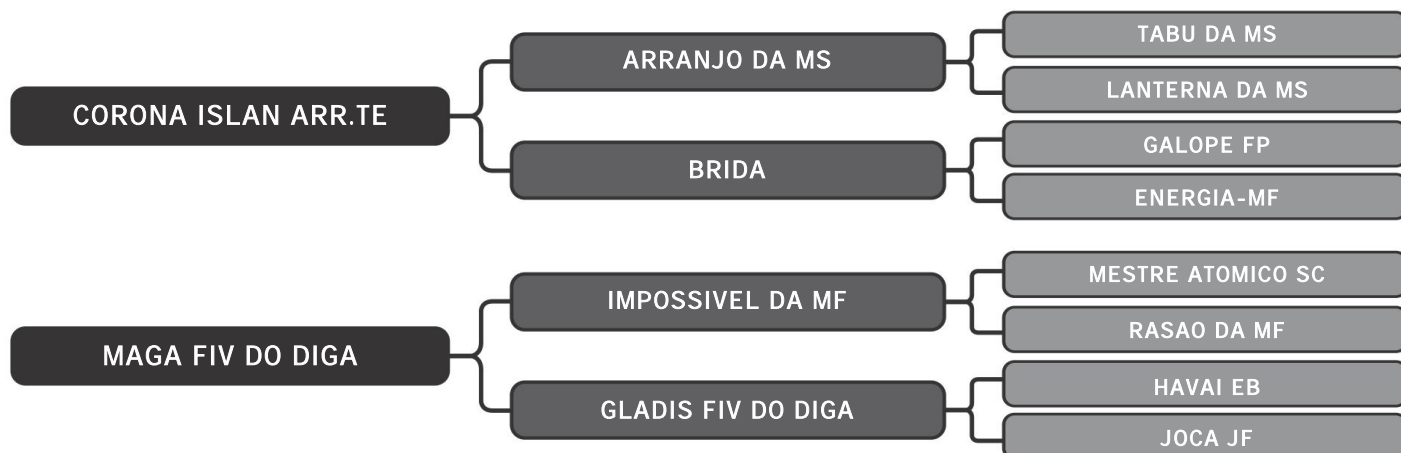 TABU DA MS
ARRANJO DA MS
LANTERNA DA MS
CORONA ISLAN ARR.TE
GALOPE FP
BRIDA
ENERGIA-MF
MESTRE ATOMICO SC
IMPOSSIVEL DA MF
RASAO DA MF
MAGA FIV DO DIGA
HAVAI EB
GLADIS FIV DO DIGA
JOCA JF